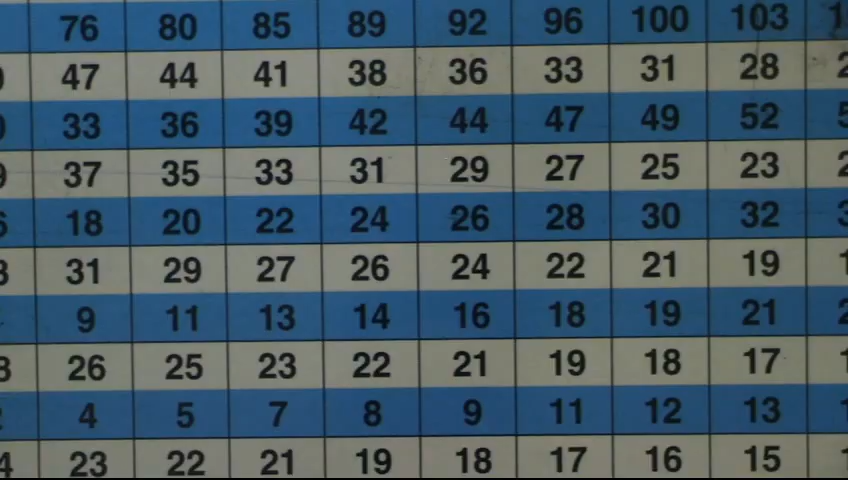 76 80 85 89 92 96 100 103
47 44 41 38 36 33 31 28
33 36 39 42 44 47 49 52
37 35 33 31 29 27 25 23
18 20 22 24 26 28 30 32
31 29 27 26 24 22 21 19
9 11 13 14 16 18 19 21
26 25 23 22 21 19 18 17
4 5 7 8 9 11 12 13
23 22 21 19 18 17 16 15